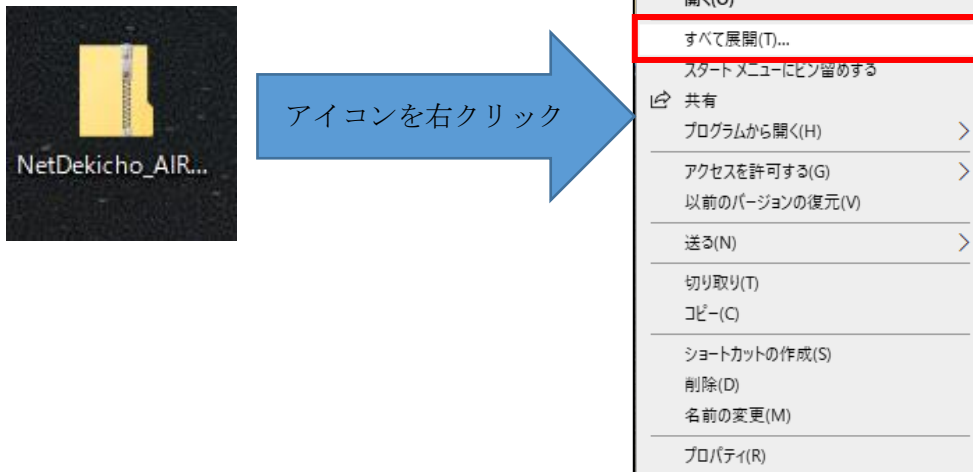 NetDekicho_AIR...
アイコンを右クリック
開く(O)
すべて展開(T)...
スタート メニューにピン留めする
共有
プログラムから開く(H)
アクセスを許可する(G)
以前のバージョンの復元(V)
送る(N)
切り取り(T)
コピー(C)
ショートカットの作成(S)
削除(D)
名前の変更(M)
プロパティ(R)